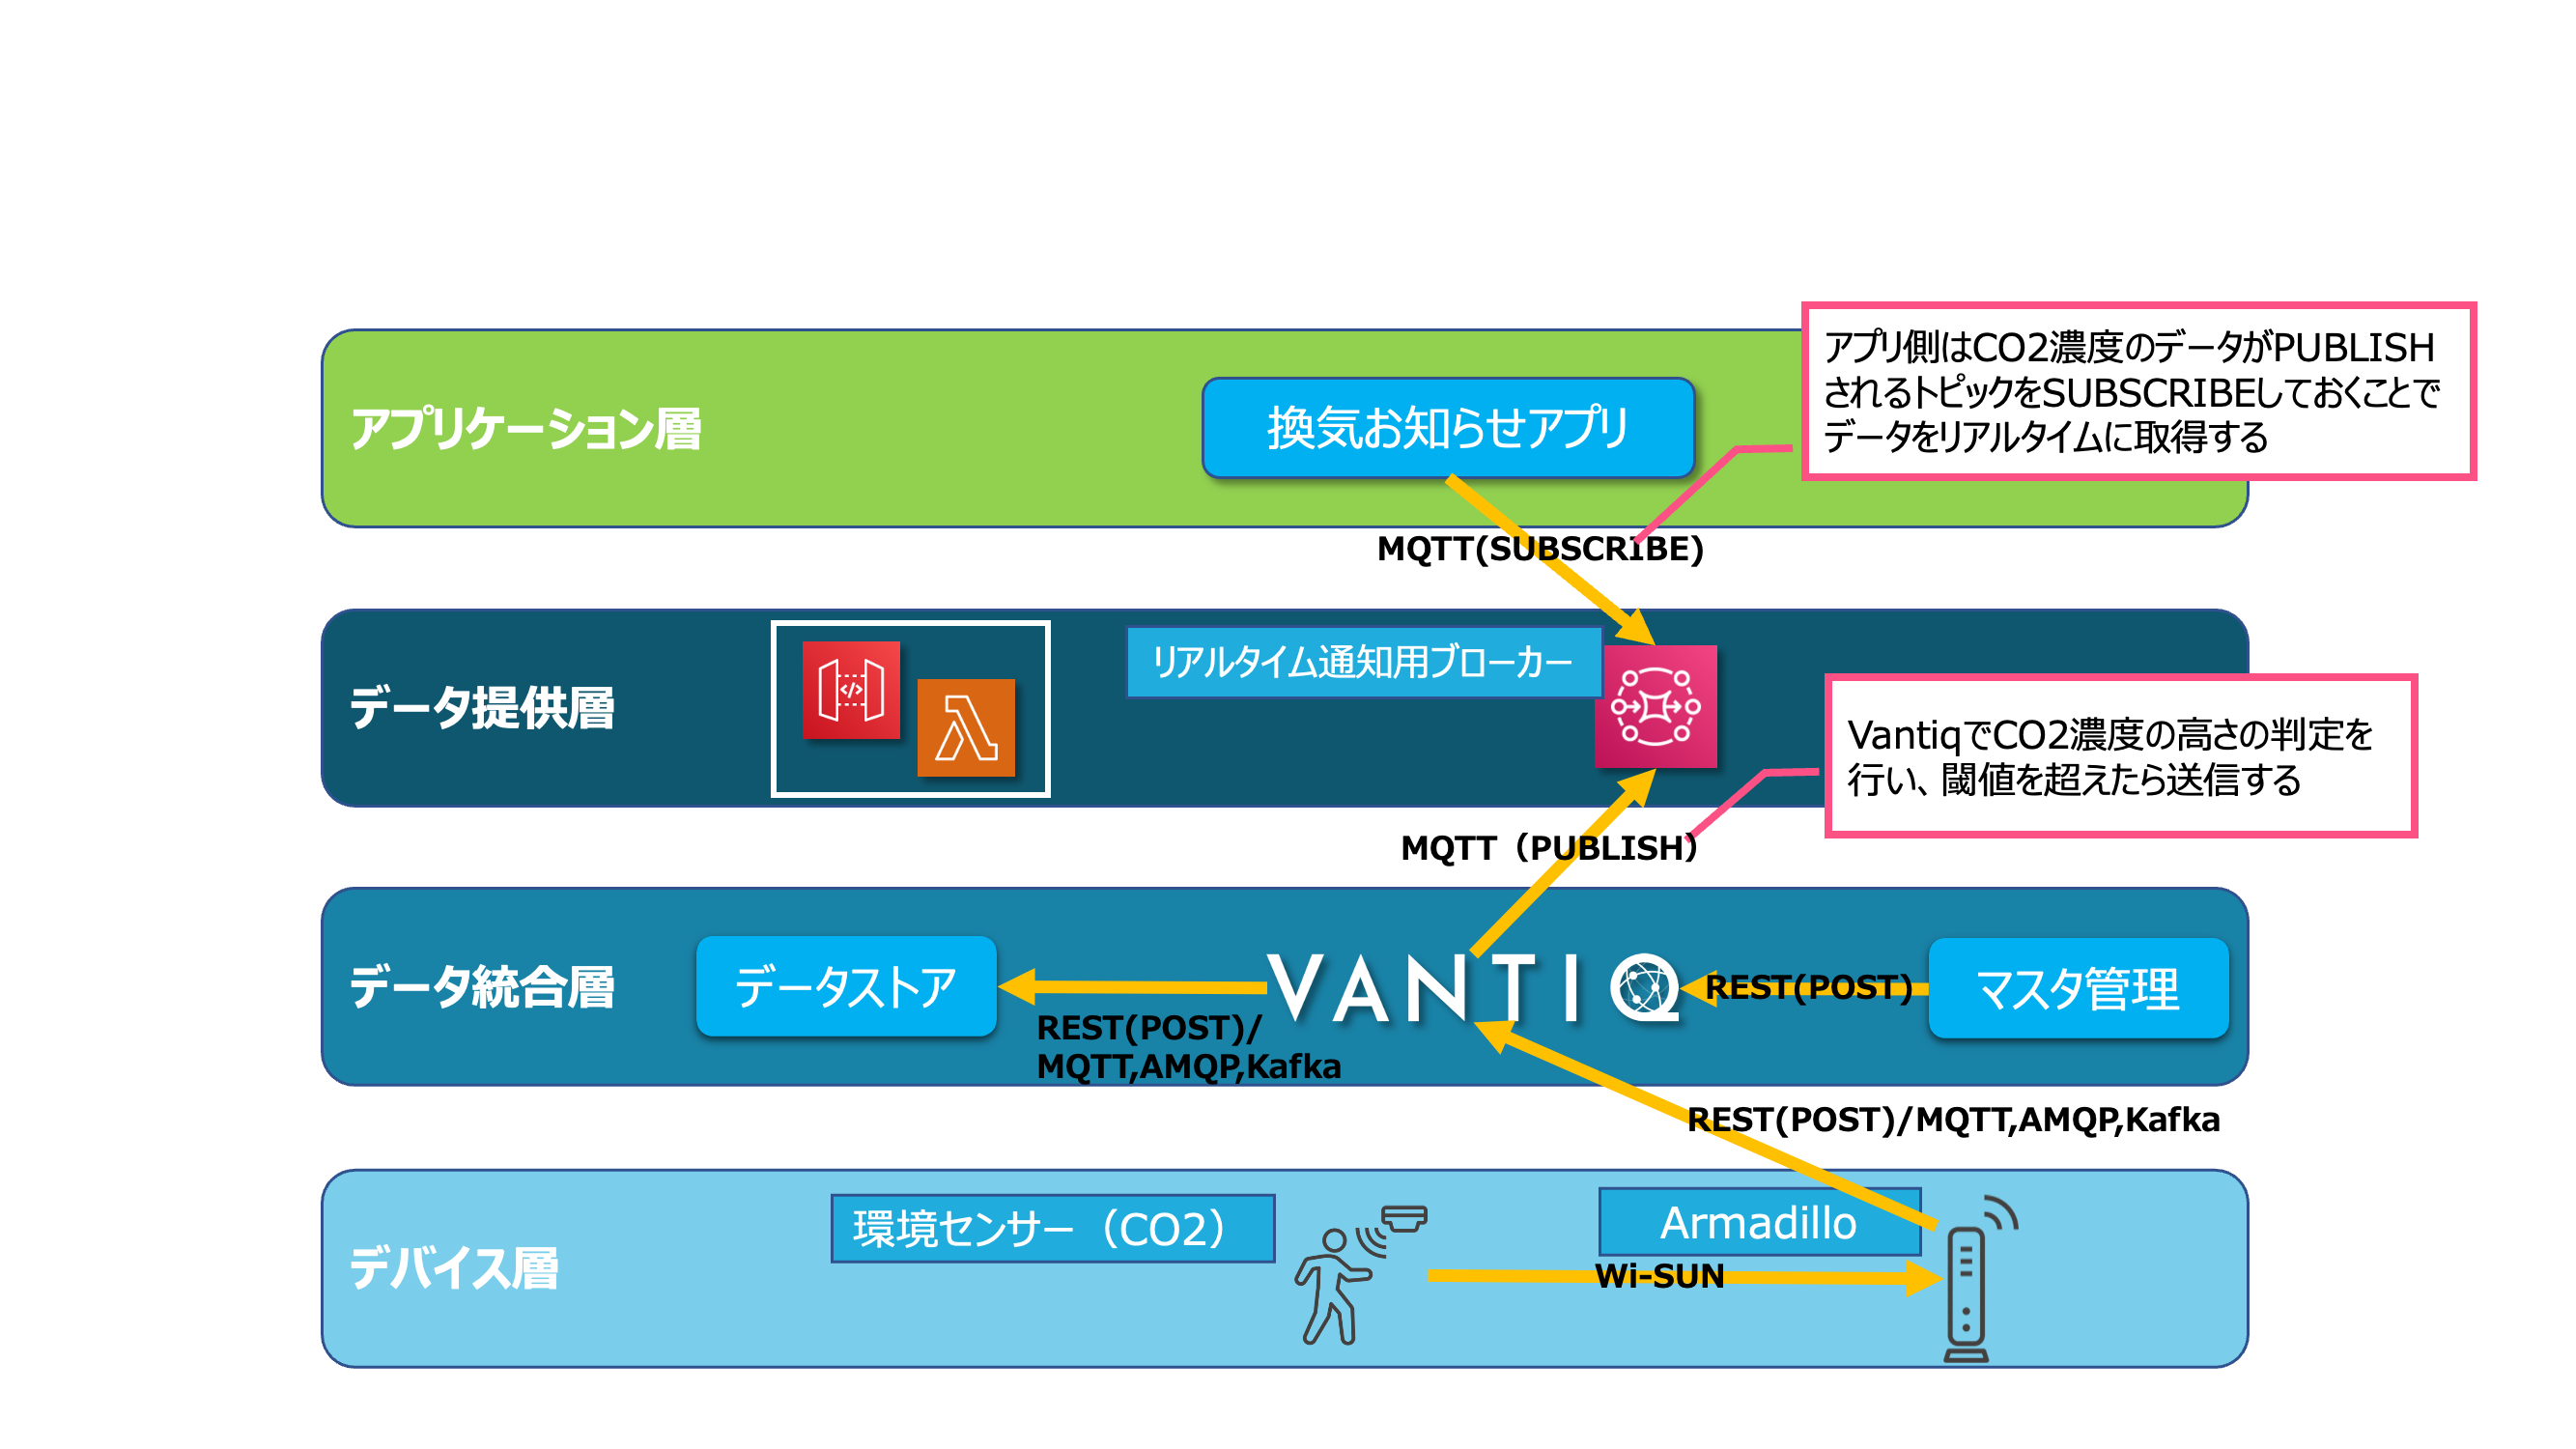 アプリ側はCO2濃度のデータがPUBLISH
されるトピックをSUBSCRIBEしておくことで
データをリアルタイムに取得する
アプリケーション層
換気お知らせアプリ
MQTT(SUBSCRIBE)
データ提供層
リアルタイム通知用ブローカー
VantiqでCO2濃度の高さの判定を
行い、閾値を超えたら送信する
MQTT（PUBLISH）
データ統合層
データストア
VANTIQ
REST(POST)
マスタ管理
REST(POST)/
MQTT,AMQP,Kafka
REST(POST)/MQTT,AMQP,Kafka
デバイス層
環境センサー（CO2）
Armadillo
Wi-SUN